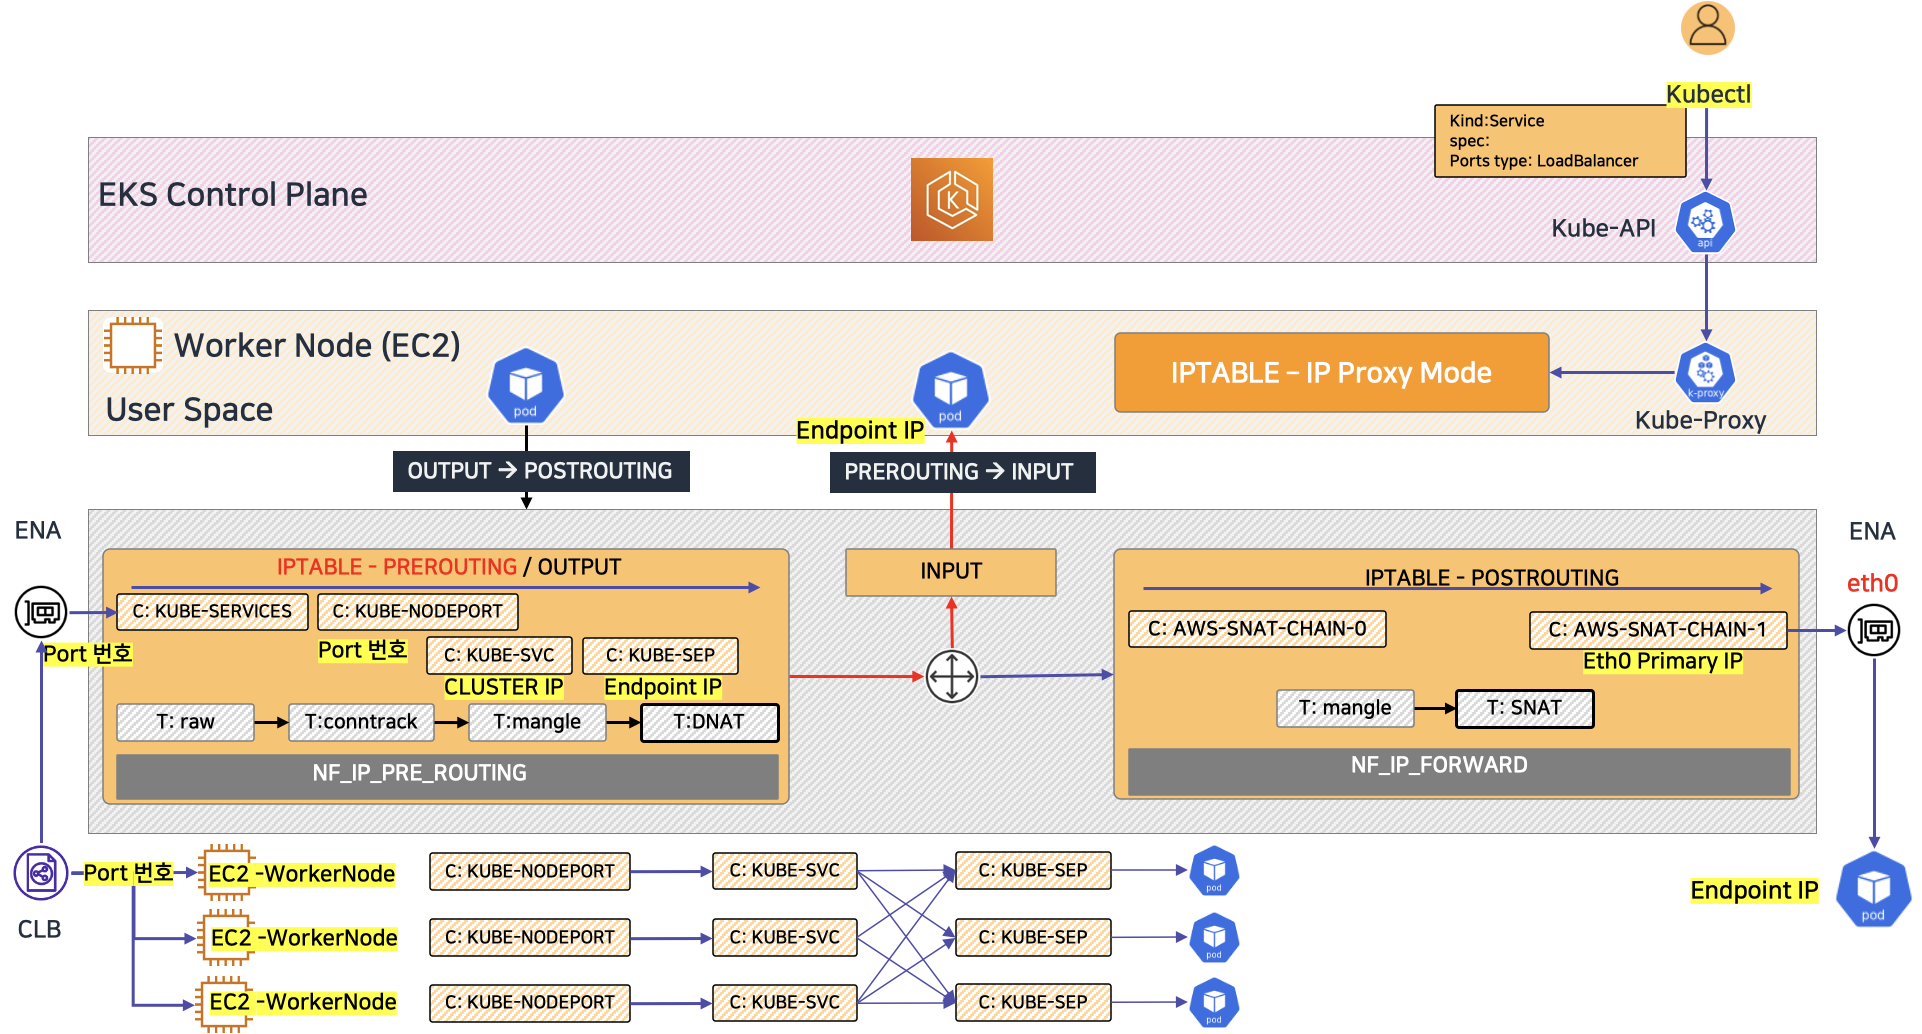 Kubectl
Kind:Service
spec:
Ports type: LoadBalancer
EKS Control Plane
K
Kube-API
api
Worker Node (EC2)
User Space
pod
pod
Endpoint IP
IPTABLE – IP Proxy Mode
k-proxy
Kube-Proxy
OUTPUT → POSTROUTING
PREROUTING → INPUT
ENA
IPTABLE - PREROUTING / OUTPUT
C: KUBE-SERVICES
C: KUBE-NODEPORT
Port 번호
Port 번호
C: KUBE-SVC
C: KUBE-SEP
CLUSTER IP
Endpoint IP
T: raw
T:conntrack
T:mangle
T:DNAT
NF_IP_PRE_ROUTING
INPUT
IPTABLE - POSTROUTING
C: AWS-SNAT-CHAIN-0
C: AWS-SNAT-CHAIN-1
Eth0 Primary IP
T: mangle
T: SNAT
NF_IP_FORWARD
ENA
eth0
Endpoint IP
pod
CLB
Port 번호
EC2 -WorkerNode
C: KUBE-NODEPORT
C: KUBE-SVC
C: KUBE-SEP
pod
EC2 -WorkerNode
C: KUBE-NODEPORT
C: KUBE-SVC
C: KUBE-SEP
pod
EC2 -WorkerNode
C: KUBE-NODEPORT
C: KUBE-SVC
C: KUBE-SEP
pod